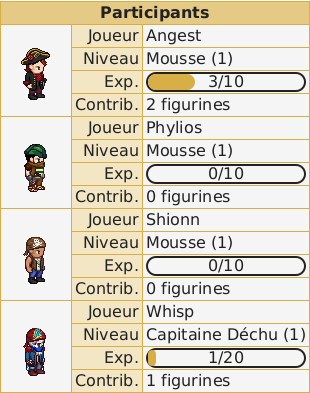 Participants
Joueur Angest
Niveau Mousse (1)
Exp. 3/10
Contrib. 2 figurines
Joueur Phylios
Niveau Mousse (1)
Exp. 0/10
Contrib. 0 figurines
Joueur Shionn
Niveau Mousse (1)
Exp. 0/10
Contrib. 0 figurines
Joueur Whisp
Niveau Capitaine Déchu (1)
Exp. 1/20
Contrib. 1 figurines